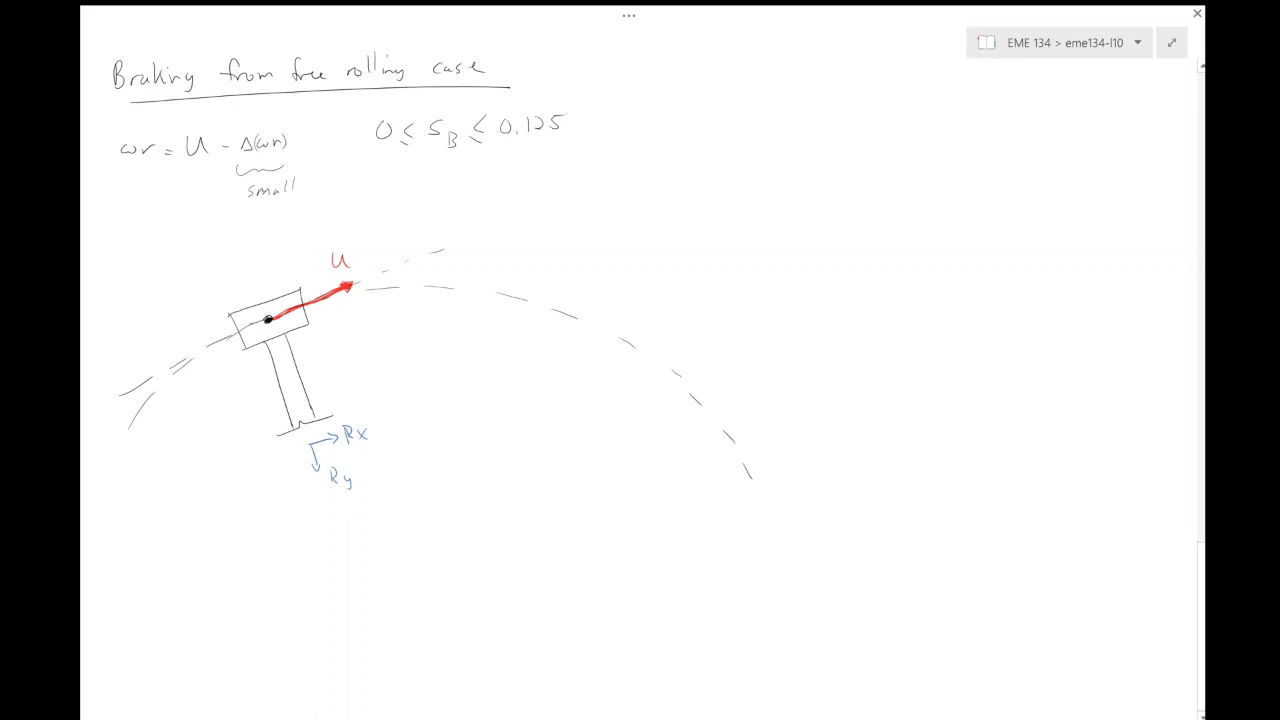 EME 134 > eme134-l10
Braking from free rolling case
ωr = U - Δ(ωr)
small
0 ≤ S_B ≤ 0.125
U
Rx
Ry